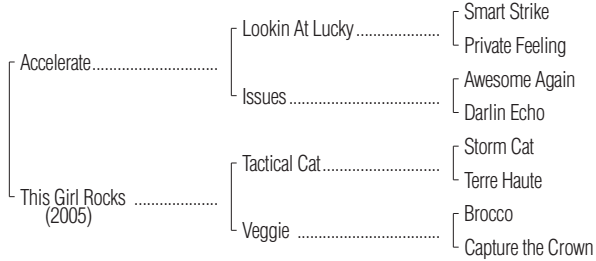 Smart Strike
Lookin At Lucky
Private Feeling
Accelerate
Awesome Again
Issues
Darlin Echo
Storm Cat
Tactical Cat
Terre Haute
This Girl Rocks
(2005)
Brocco
Veggie
Capture the Crown